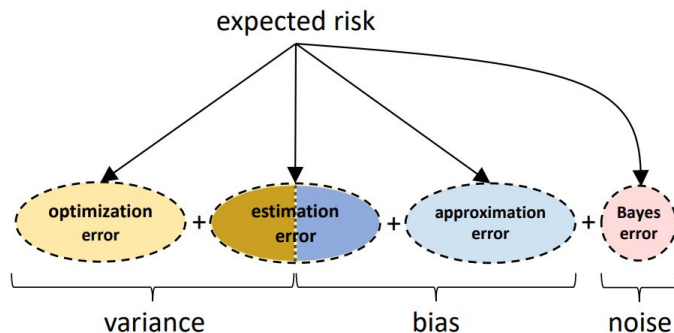 expected risk
optimization
error
+
estimation
error
+
approximation
error
+
Bayes
error
variance
bias
noise